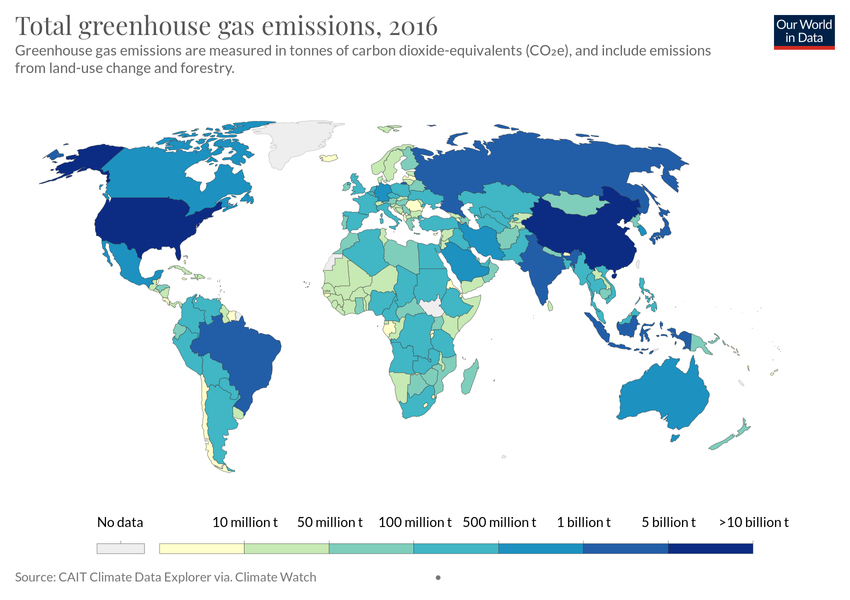 Total greenhouse gas emissions, 2016
Our World
in Data
Greenhouse gas emissions are measured in tonnes of carbon dioxide-equivalents (CO₂e), and include emissions
from land-use change and forestry.
No data
10 million t
50 million t
100 million t
500 million t
1 billion t
5 billion t
>10 billion t
Source: CAIT Climate Data Explorer via. Climate Watch